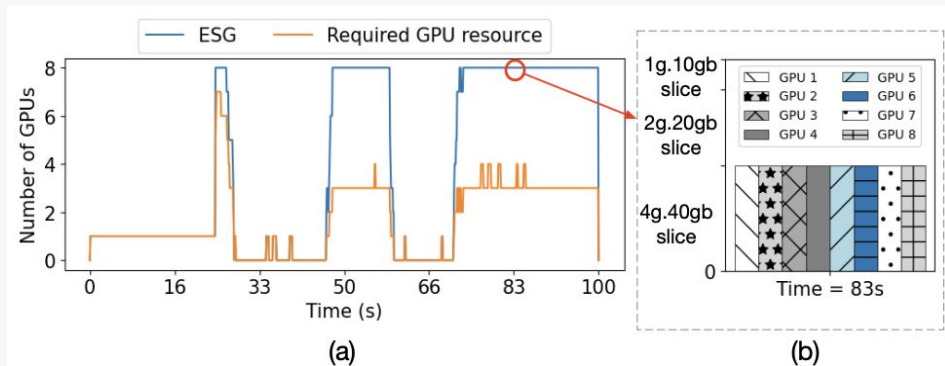 ESG
Required GPU resource
Number of GPUs
8
6
4
2
0
0
16
33
50
66
83
100
Time (s)
(a)
1g.10gb
slice
2g.20gb
slice
4g.40gb
slice
0
GPU 1
GPU 2
GPU 3
GPU 4
GPU 5
GPU 6
GPU 7
GPU 8
Time = 83s
(b)